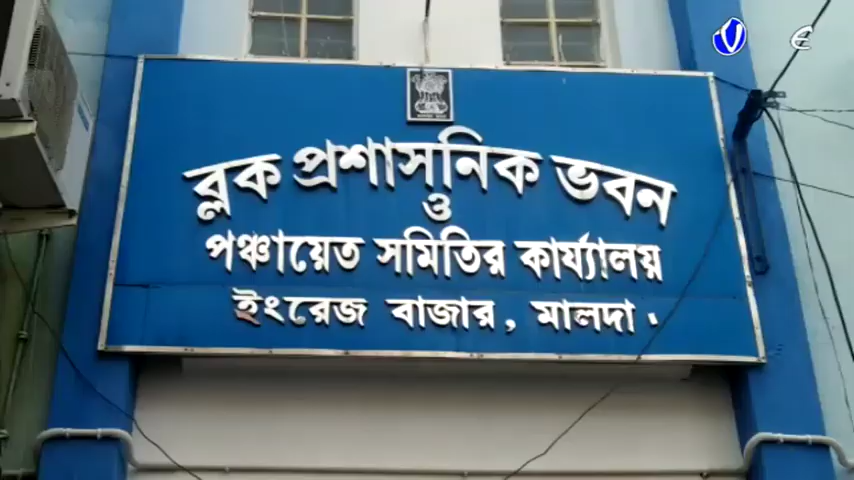 ব্লক প্রশাসনিক ভবন
ও
পঞ্চায়েত সমিতির কার্য্যালয়
ইংরেজ বাজার, মালদা.